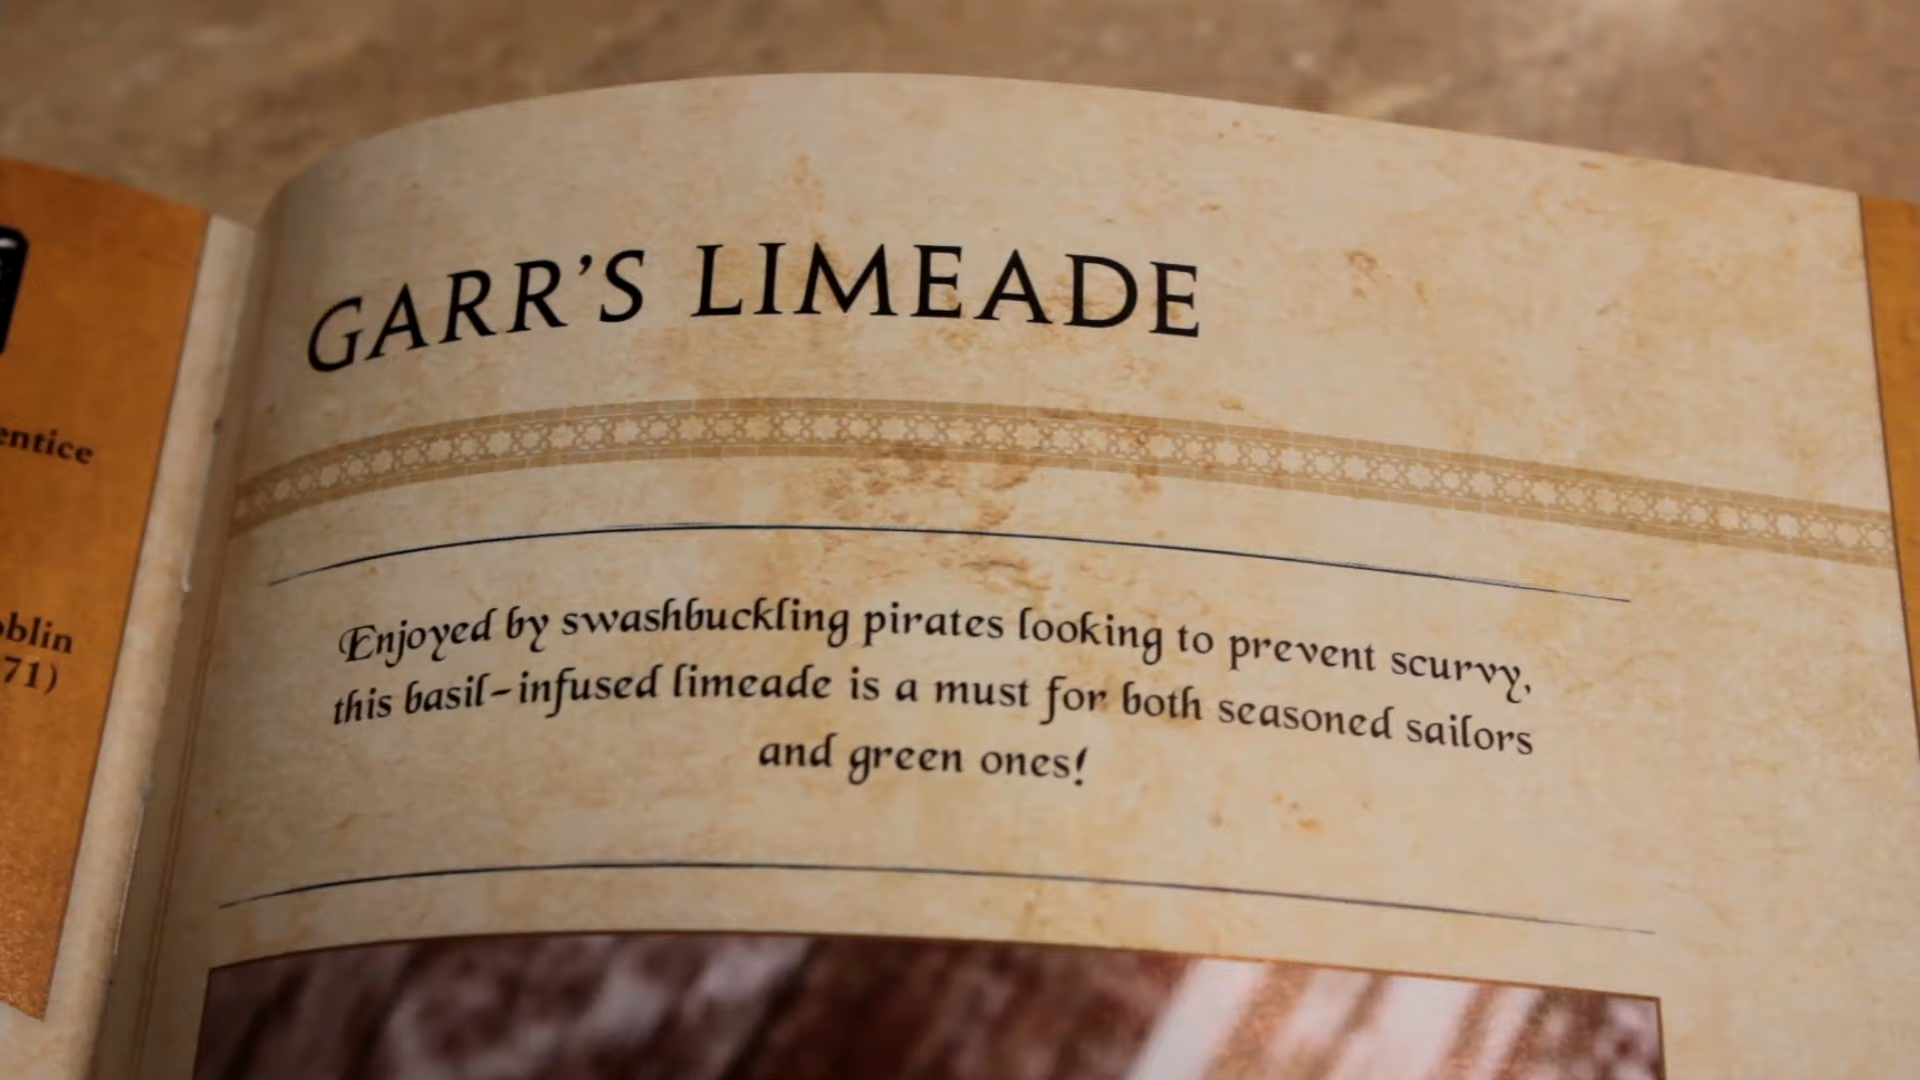 entice
blin
71)
GARR'S LIMEADE
Enjoyed by swashbuckling pirates looking to prevent scurvy,
this basil-infused limeade is a must for both seasoned sailors
and green ones!